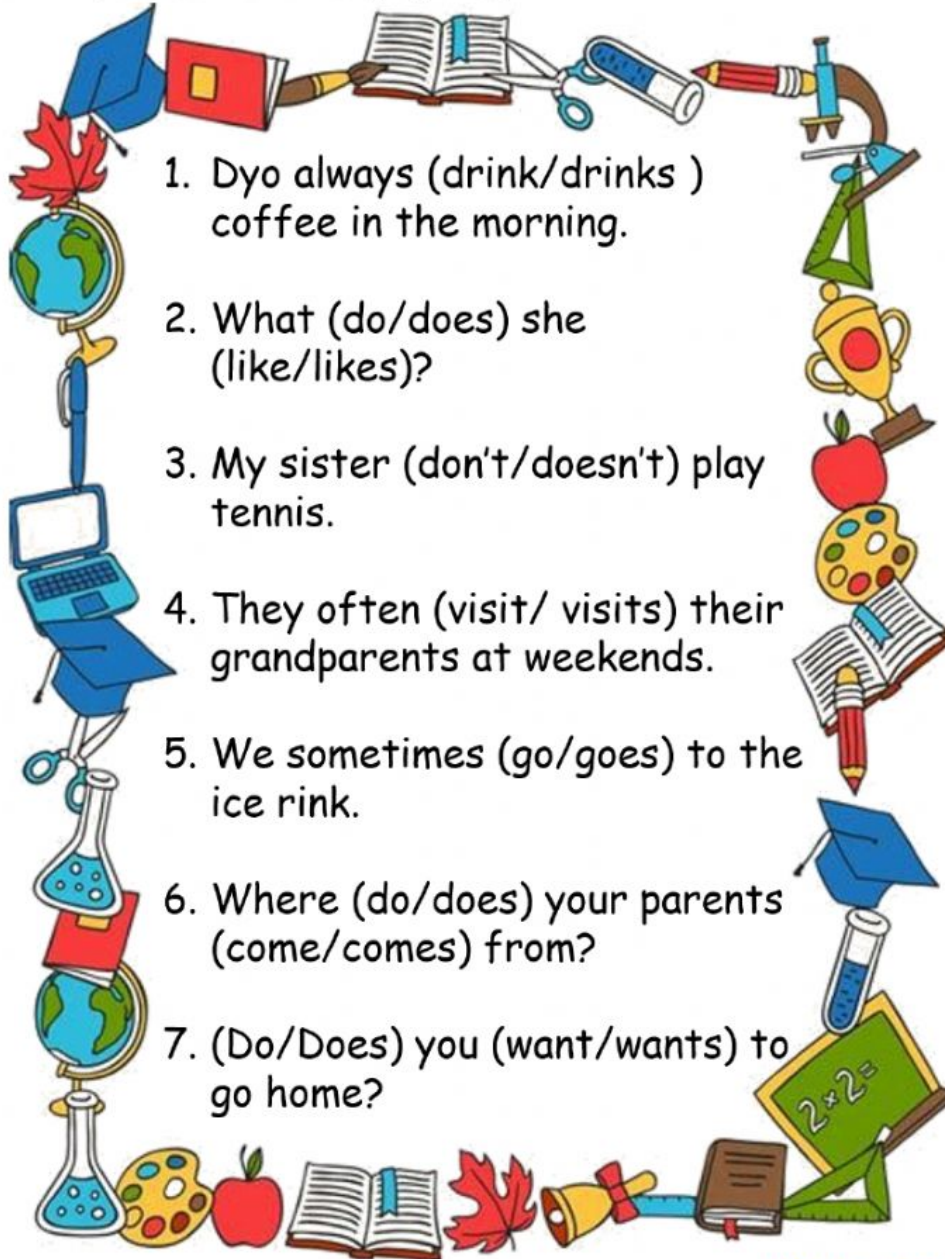 1. Dyo always (drink/drinks )
coffee in the morning.
2. What (do/does) she
(like/likes)?
3. My sister (don't/doesn't) play
tennis.
4. They often (visit/ visits) their
grandparents at weekends.
5. We sometimes (go/goes) to the
ice rink.
6. Where (do/does) your parents
(come/comes) from?
7. (Do/Does) you (want/wants) to
go home?
2×2=